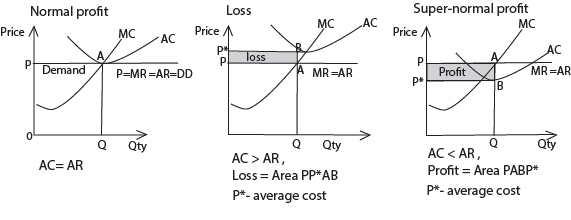 Normal profit
Price
MC
AC
A
P
Demand
P=MR=AR=DD
0
Q
Qty
AC= AR
Loss
Price
MC
AC
P*
B
loss
P
A
MR=AR
Q
Qty
AC > AR ,
Loss = Area PP*AB
P*- average cost
Super-normal profit
Price
MC
AC
P
A
Profit
MR=AR
P*
B
Q
Qty
AC < AR ,
Profit = Area PABP*
P*- average cost